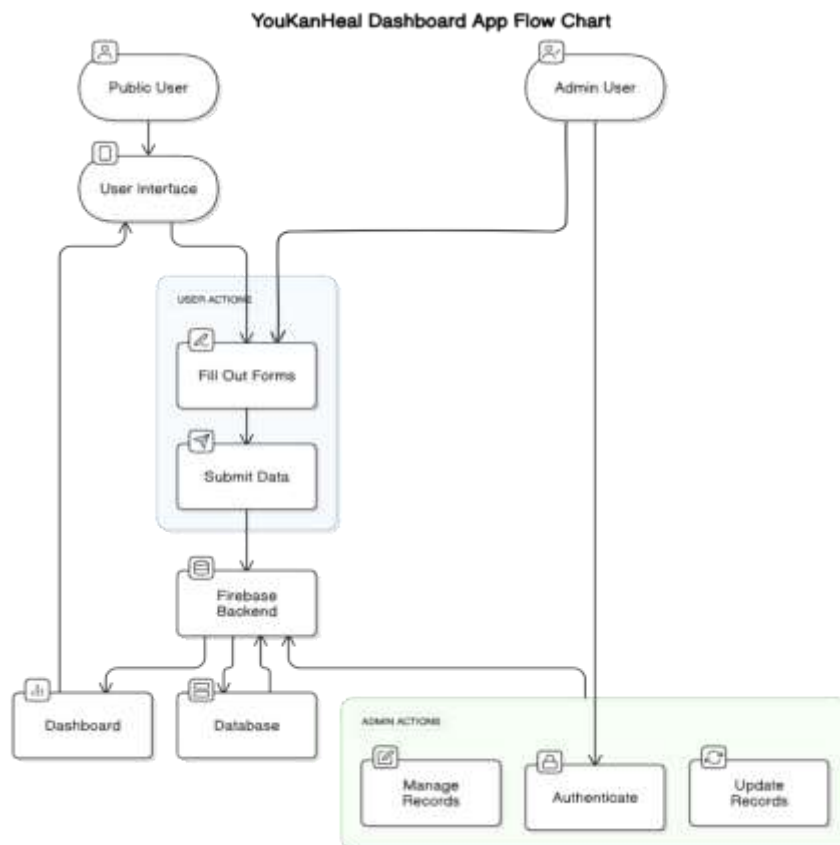 YouKanHeal Dashboard App Flow Chart
Public User
Admin User
User Interface
USER ACTIONS
Fill Out Forms
Submit Data
Firebase
Backend
Dashboard
Database
ADMIN ACTIONS
Manage
Records
Authenticate
Update
Records